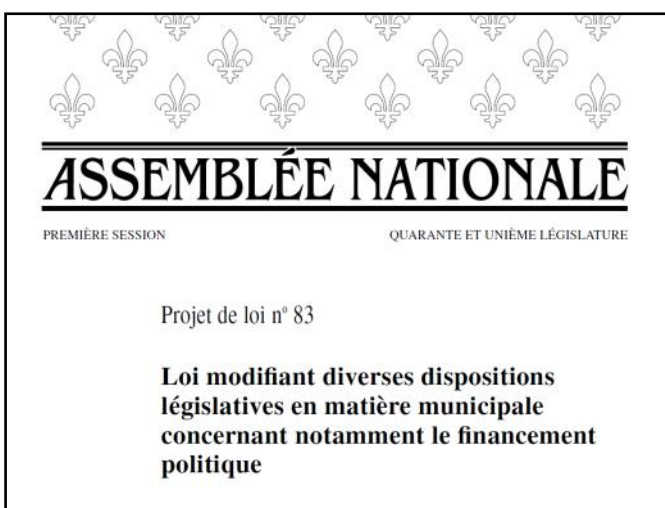 ASSEMBLÉE NATIONALE
PREMIÈRE SESSION QUARANTE ET UNIÈME LÉGISLATURE
Projet de loi nº 83
Loi modifiant diverses dispositions
législatives en matière municipale
concernant notamment le financement
politique